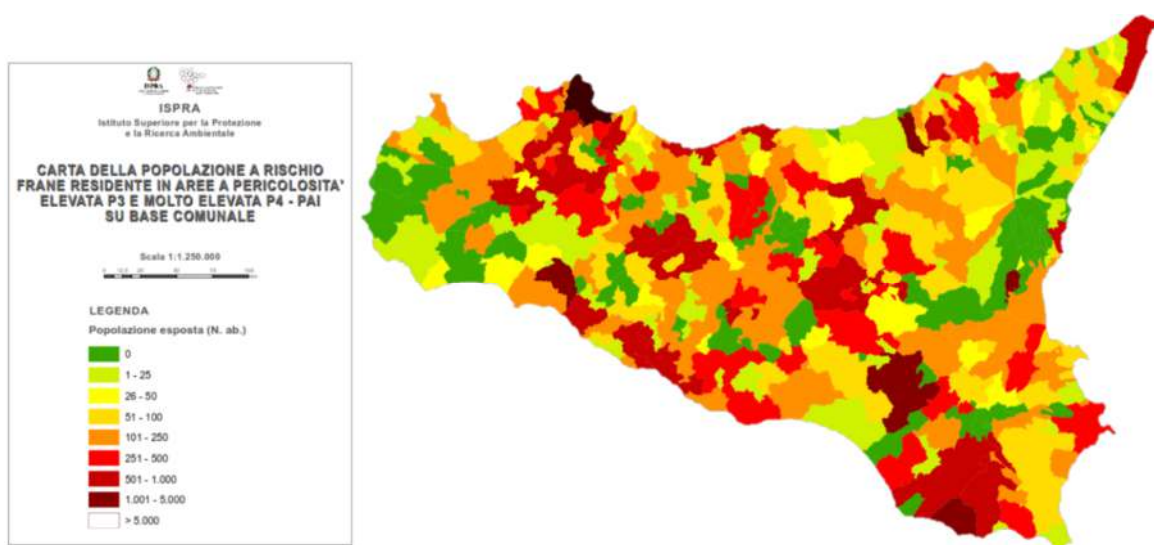 ISPRA
ISPRA
Istituto Superiore per la Protezione
e la Ricerca Ambientale
CARTA DELLA POPOLAZIONE A RISCHIO
FRANE RESIDENTE IN AREE A PERICOLOSITA'
ELEVATA P3 E MOLTO ELEVATA P4 - PAI
SU BASE COMUNALE
Scala 1:1.250.000
LEGENDA
Popolazione esposta (N. ab.)
0
1 - 25
26 - 50
51 - 100
101 - 250
251 - 500
501 - 1.000
1.001 - 5.000
> 5.000